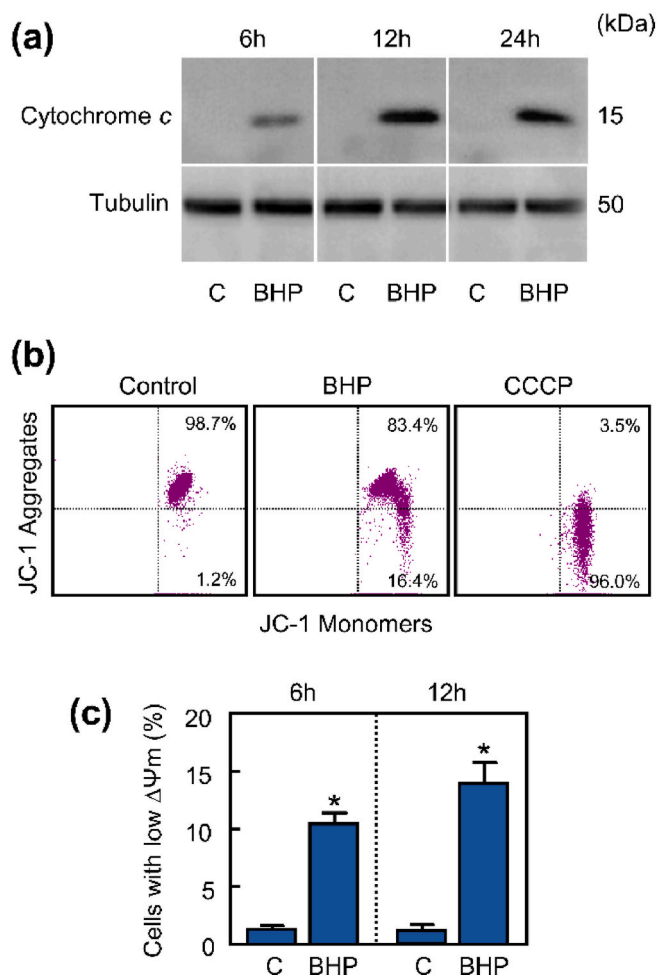 (a)
6h 12h 24h (kDa)
Cytochrome c 15
Tubulin 50
C BHP C BHP C BHP
(b)
Control BHP CCCP
JC-1 Aggregates
98.7% 83.4% 3.5%
1.2% 16.4% 96.0%
JC-1 Monomers
(c)
6h 12h
Cells with low ΔΨm (%)
20
15
10
5
0
* *
C BHP C BHP